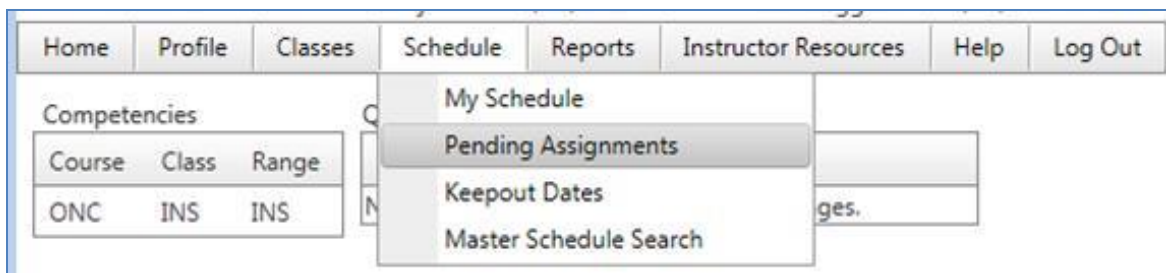 Home Profile Classes Schedule Reports Instructor Resources Help Log Out
My Schedule
Pending Assignments
Keepout Dates
Master Schedule Search
Competencies
Course Class Range
ONC INS INS
ges.